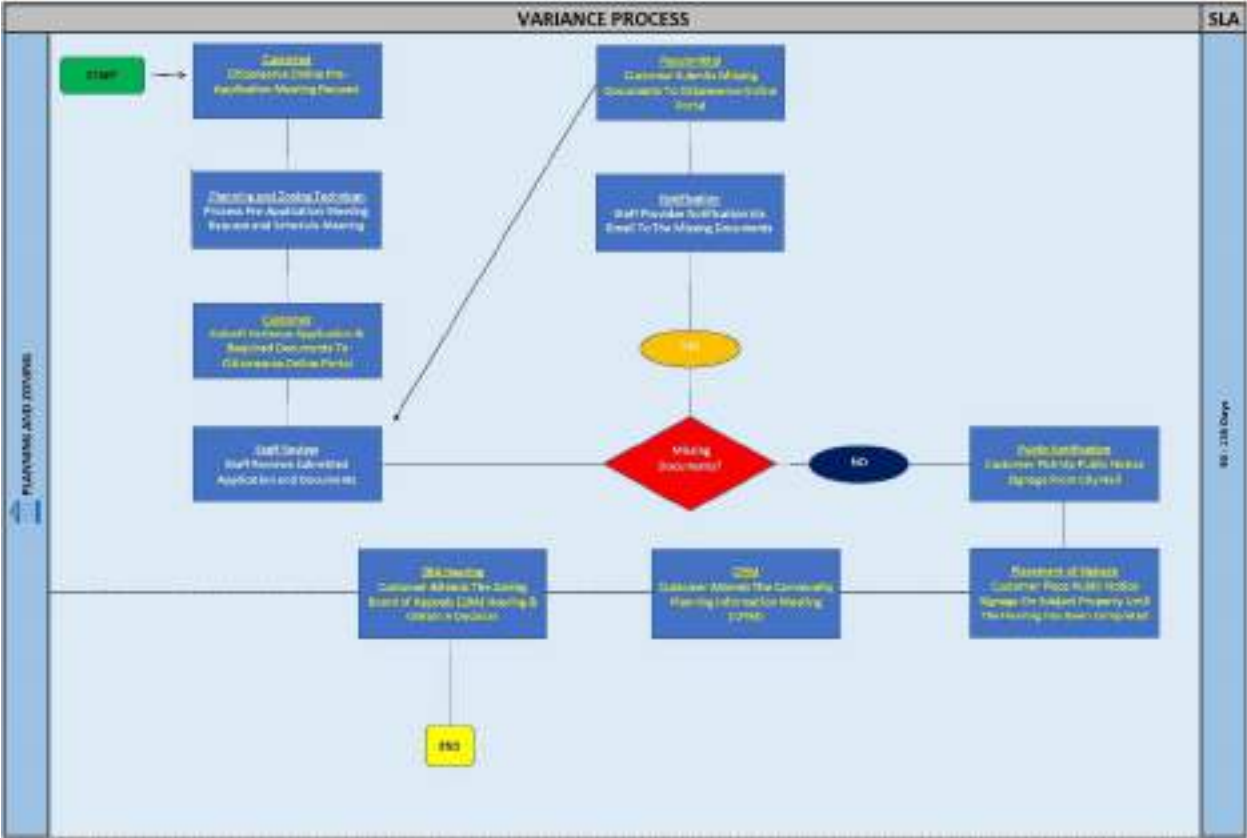 VARIANCE PROCESS
SLA
START
Customer
Citizenserve Online Pre-
Application Meeting Request
Planning and Zoning Technician
Process Pre-Application Meeting
Request and Schedule Meeting
Customer
Submit Variance Application &
Required Documents To
Citizenserve Online Portal
Staff Review
Staff Reviews Submitted
Application and Documents
Customer Submits Missing
Documents To Citizenserve Online
Portal
Notification
Staff Provides Notification Via
Email To The Missing Documents
YES
Missing
Documents?
NO
Public Notification
Customer Picks Up Public Notice
Signage From City Hall
Placement of Signage
Customer Place Public Notice
Signage On Subject Property Until
The Hearing Has Been Completed
CPIM
Customer Attends The Community
Planning Information Meeting
(CPIM)
ZBA Hearing
Customer Attends The Zoning
Board of Appeals (ZBA) Hearing &
Obtain A Decision
END
PLANNING AND ZONING
Days